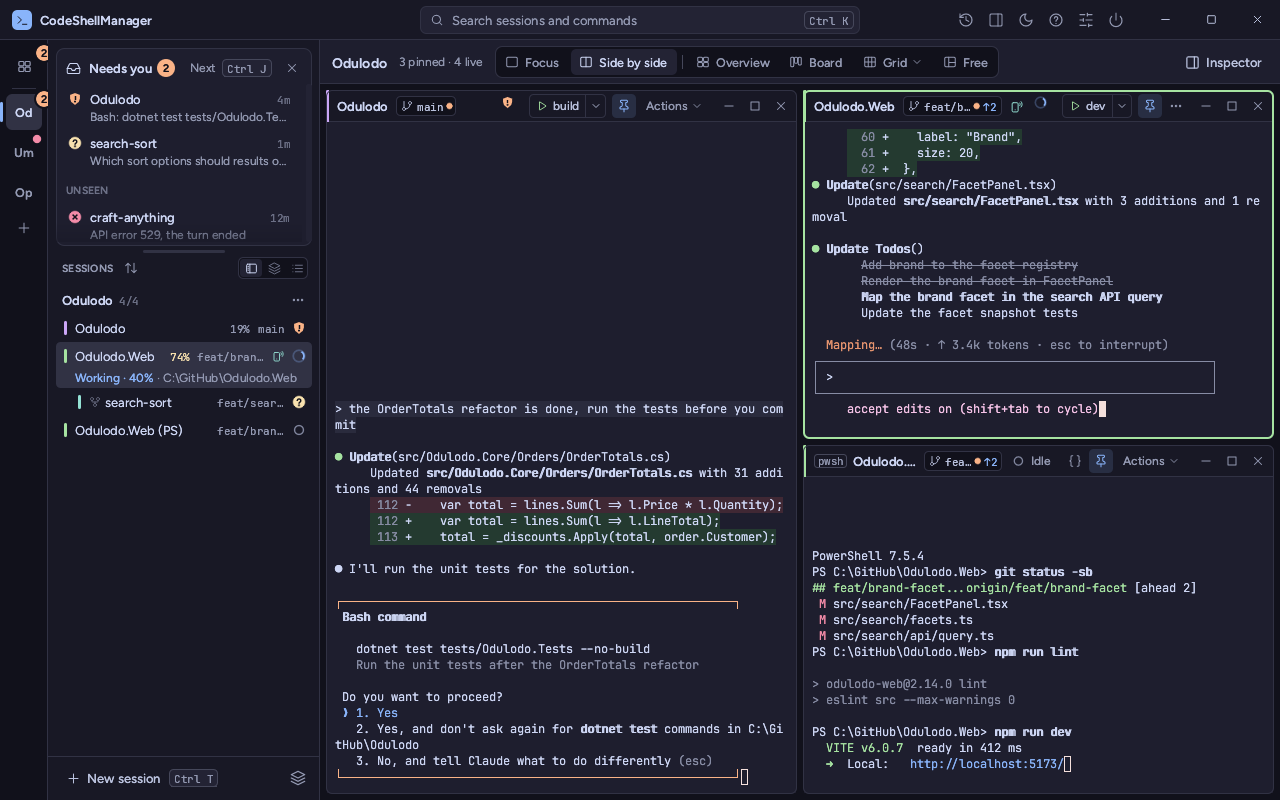 CodeShellManager
Search sessions and commands Ctrl K
2
Needs you 2 Next Ctrl J
Odulodo 4m
Bash: dotnet test tests/Odulodo.Te…
search-sort 1m
Which sort options should results o…
UNSEEN
craft-anything 12m
API error 529, the turn ended
2
Od
Um
Op
SESSIONS
Odulodo 4/4
Odulodo 19% main
Odulodo.Web 74% feat/bran…
Working · 40% · C:\GitHub\Odulodo.Web
search-sort feat/sear…
Odulodo.Web (PS) feat/bran…
New session Ctrl T
Odulodo 3 pinned · 4 live Focus Side by side Overview Board Grid Free Inspector
Odulodo main build Actions
> the OrderTotals refactor is done, run the tests before you com
mit
Update(src/Odulodo.Core/Orders/OrderTotals.cs)
Updated src/Odulodo.Core/Orders/OrderTotals.cs with 31 addi
tions and 44 removals
112 - var total = lines.Sum(l => l.Price * l.Quantity);
112 + var total = lines.Sum(l => l.LineTotal);
113 + total = _discounts.Apply(total, order.Customer);
I'll run the unit tests for the solution.
Bash command
dotnet test tests/Odulodo.Tests --no-build
Run the unit tests after the OrderTotals refactor
Do you want to proceed?
❯ 1. Yes
2. Yes, and don't ask again for dotnet test commands in C:\Gi
tHub\Odulodo
3. No, and tell Claude what to do differently (esc)
Odulodo.Web feat/b… ↑2 dev
60 + label: "Brand",
61 + size: 20,
62 + },
Update(src/search/FacetPanel.tsx)
Updated src/search/FacetPanel.tsx with 3 additions and 1 re
moval
Update Todos()
Add brand to the facet registry
Render the brand facet in FacetPanel
Map the brand facet in the search API query
Update the facet snapshot tests
Mapping… (48s · ↑ 3.4k tokens · esc to interrupt)
>
accept edits on (shift+tab to cycle)
pwsh Odulodo.… fea… ↑2 Idle {} Actions
PowerShell 7.5.4
PS C:\GitHub\Odulodo.Web> git status -sb
## feat/brand-facet...origin/feat/brand-facet [ahead 2]
M src/search/FacetPanel.tsx
M src/search/facets.ts
M src/search/api/query.ts
PS C:\GitHub\Odulodo.Web> npm run lint
> odulodo-web@2.14.0 lint
> eslint src --max-warnings 0
PS C:\GitHub\Odulodo.Web> npm run dev
VITE v6.0.7 ready in 412 ms
➜ Local: http://localhost:5173/